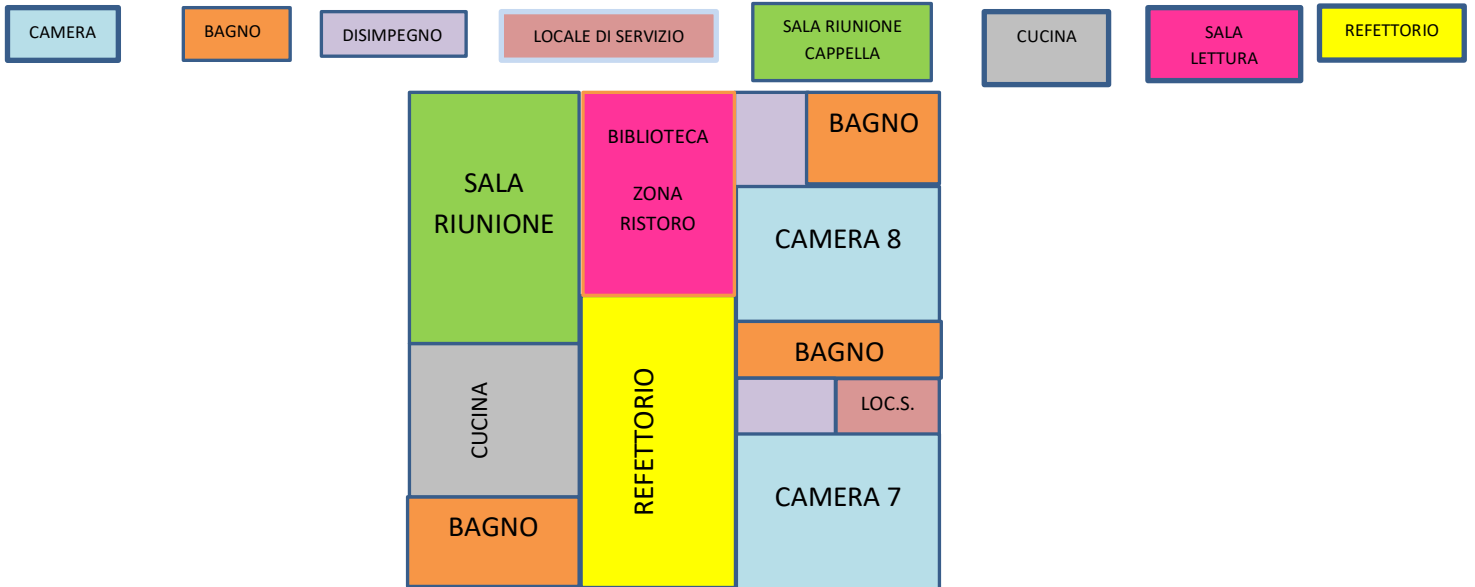 CAMERA
BAGNO
DISIMPEGNO
LOCALE DI SERVIZIO
SALA RIUNIONE
CAPPELLA
CUCINA
SALA
LETTURA
REFETTORIO
SALA
RIUNIONE
CUCINA
BAGNO
BIBLIOTECA
ZONA
RISTORO
REFETTORIO
BAGNO
CAMERA 8
BAGNO
LOC.S.
CAMERA 7